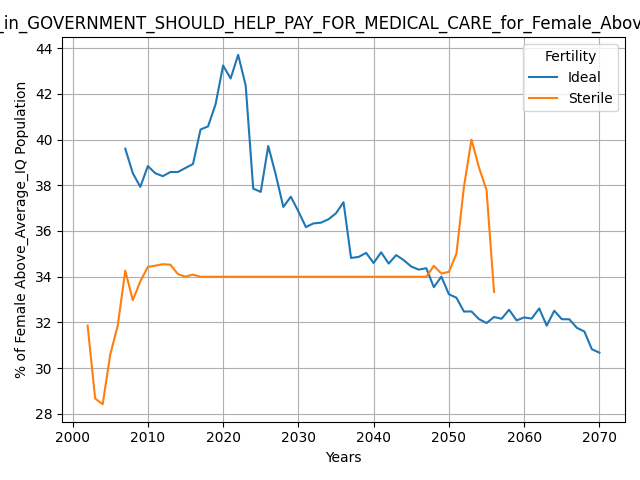 _in_GOVERNMENT_SHOULD_HELP_PAY_FOR_MEDICAL_CARE_for_Female_Abov
Fertility
Ideal
Sterile
% of Female Above_Average_IQ Population
44
42
40
38
36
34
32
30
28
2000 2010 2020 2030 2040 2050 2060 2070
Years